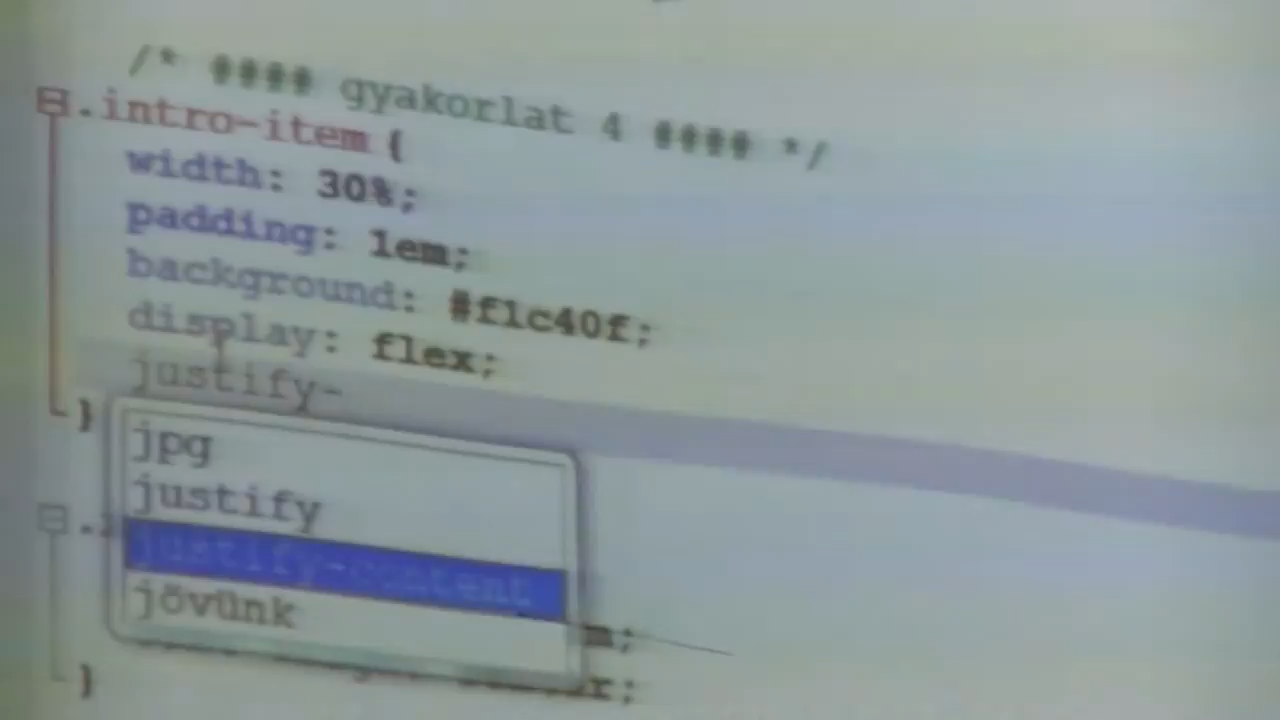 /* #### gyakorlat 4 #### */
.intro-item {
width: 30%;
padding: 1em;
background: #f1c40f;
display: flex;
justify-
}
jpg
justify
justify-content
jövünk
}